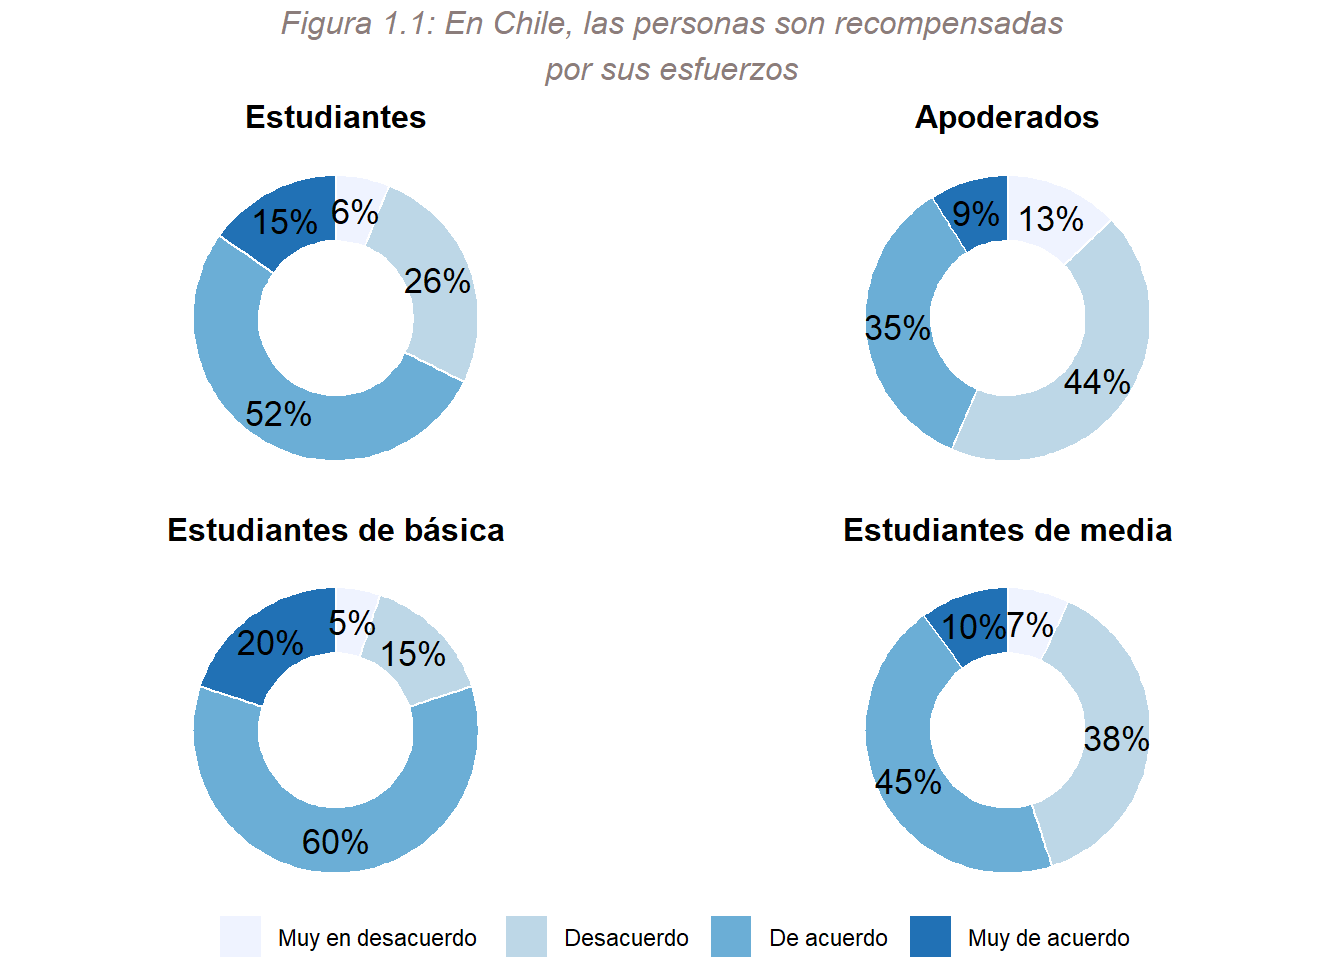 Figura 1.1: En Chile, las personas son recompensadas
por sus esfuerzos
Estudiantes
Apoderados
15%
6%
26%
52%
9%
13%
35%
44%
Estudiantes de básica
Estudiantes de media
20%
5%
15%
60%
10%
7%
38%
45%
Muy en desacuerdo
Desacuerdo
De acuerdo
Muy de acuerdo